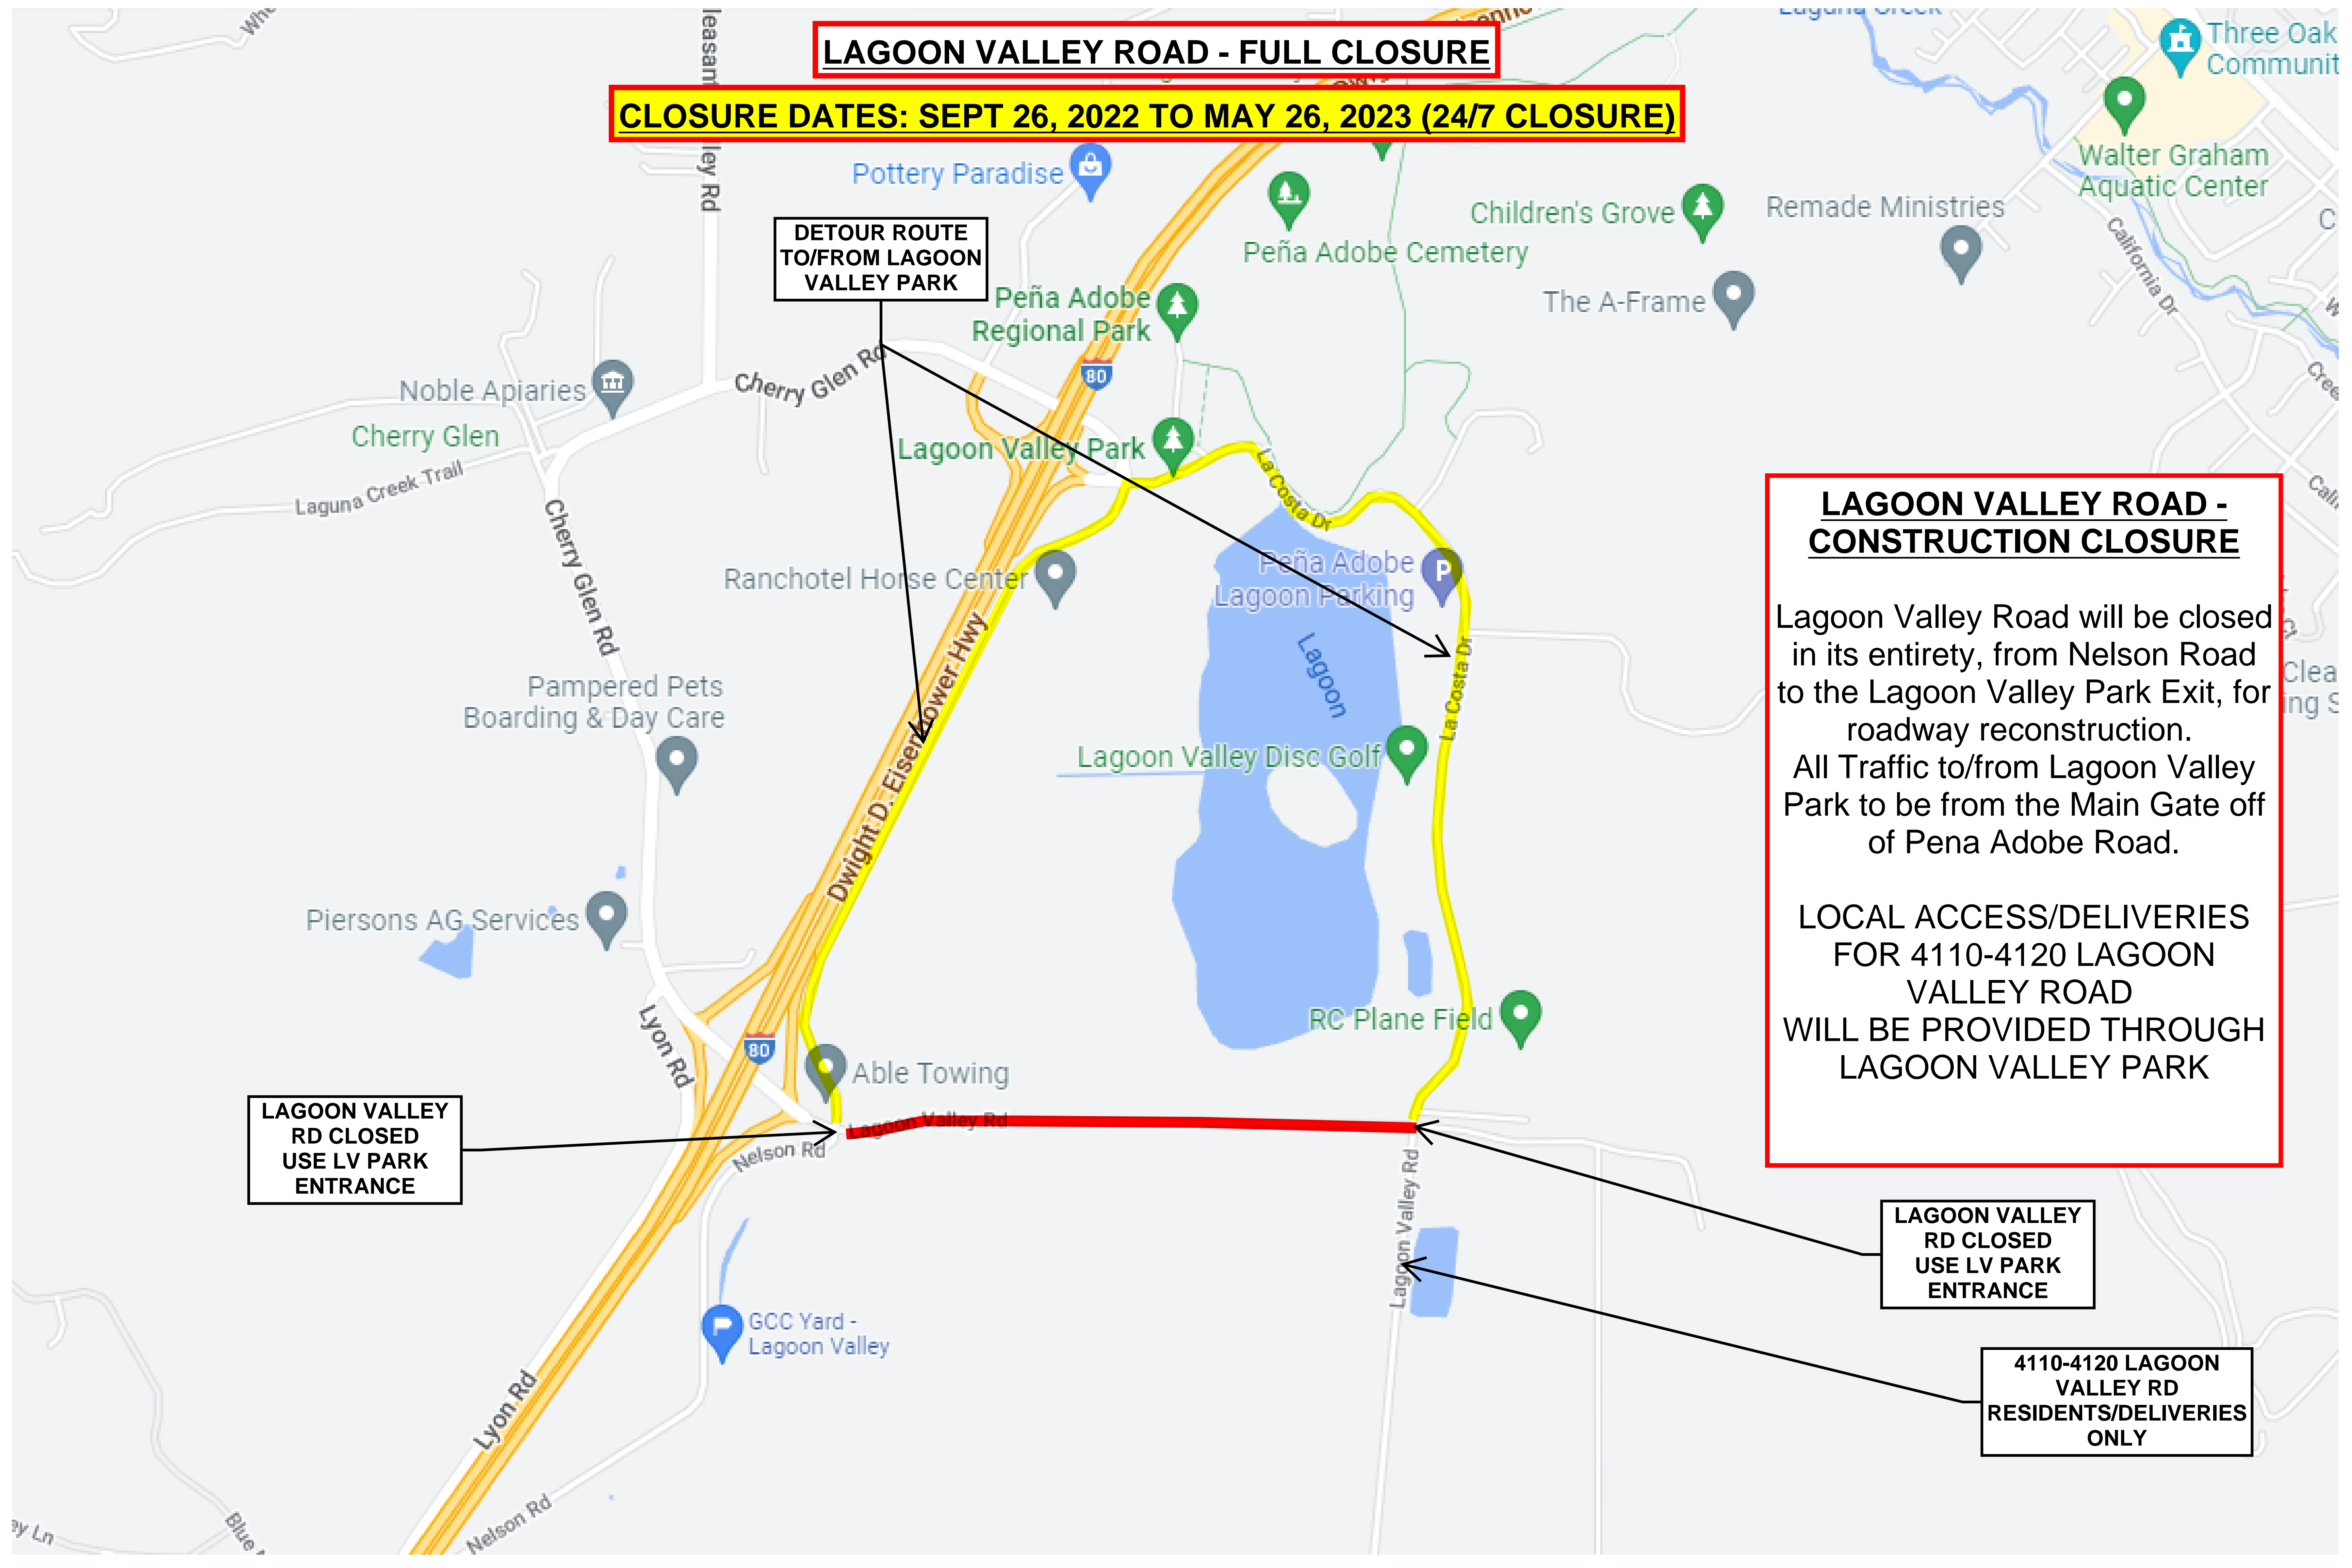 LAGOON VALLEY ROAD - FULL CLOSURE
CLOSURE DATES: SEPT 26, 2022 TO MAY 26, 2023 (24/7 CLOSURE)
Laguna Creek
Three Oak
Communit
Walter Graham
Aquatic Center
Pottery Paradise
Children's Grove
Remade Ministries
Peña Adobe Cemetery
California Dr
DETOUR ROUTE
TO/FROM LAGOON
VALLEY PARK
Peña Adobe
Regional Park
The A-Frame
80
Cherry Glen Rd
Noble Apiaries
Cherry Glen
Laguna Creek Trail
Lagoon Valley Park
La Costa Dr
Cherry Glen Rd
Ranchotel Horse Center
Peña Adobe
Lagoon Parking
P
Lagoon
La Costa Dr
Pampered Pets
Boarding & Day Care
Dwight D. Eisenhower Hwy
Lagoon Valley Disc Golf
Piersons AG Services
RC Plane Field
Lyon Rd
80
Able Towing
Lagoon Valley Rd
Nelson Rd
Lagoon Valley Rd
LAGOON VALLEY
RD CLOSED
USE LV PARK
ENTRANCE
GCC Yard -
Lagoon Valley
Lyon Rd
Nelson Rd
ey Ln
Blue
LAGOON VALLEY ROAD -
CONSTRUCTION CLOSURE
Lagoon Valley Road will be closed
in its entirety, from Nelson Road
to the Lagoon Valley Park Exit, for
roadway reconstruction.
All Traffic to/from Lagoon Valley
Park to be from the Main Gate off
of Pena Adobe Road.
LOCAL ACCESS/DELIVERIES
FOR 4110-4120 LAGOON
VALLEY ROAD
WILL BE PROVIDED THROUGH
LAGOON VALLEY PARK
Clea
ing S
LAGOON VALLEY
RD CLOSED
USE LV PARK
ENTRANCE
4110-4120 LAGOON
VALLEY RD
RESIDENTS/DELIVERIES
ONLY